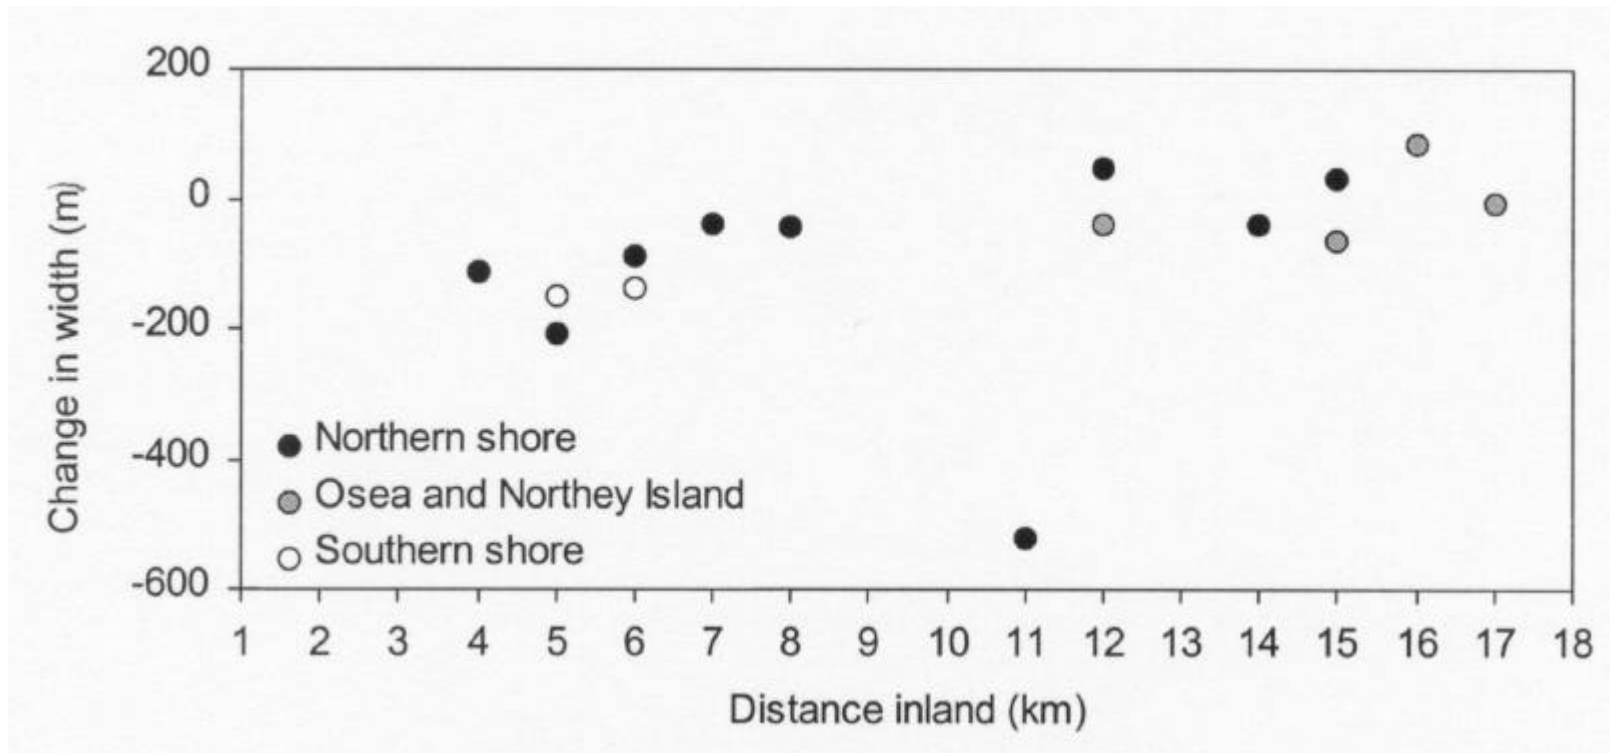 200
0
-200
-400
-600
Change in width (m)
Northern shore
Osea and Northey Island
Southern shore
1 2 3 4 5 6 7 8 9 10 11 12 13 14 15 16 17 18
Distance inland (km)